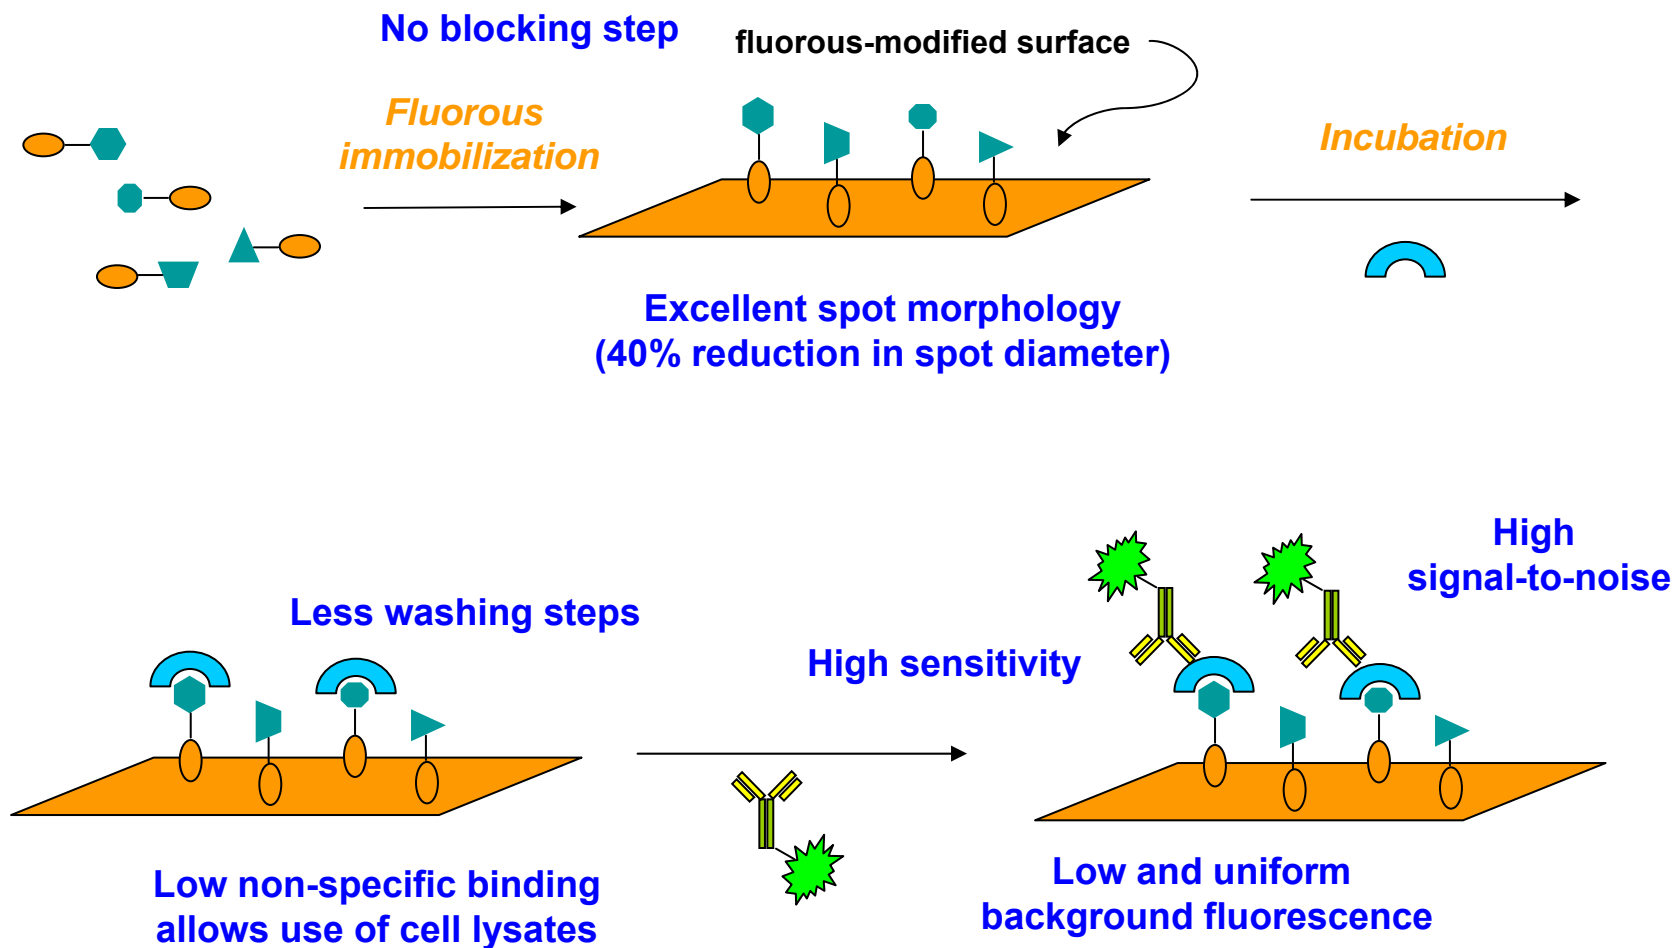 No blocking step
fluorous-modified surface
Fluorous
immobilization
Incubation
Excellent spot morphology
(40% reduction in spot diameter)
High
signal-to-noise
Less washing steps
High sensitivity
Low non-specific binding
allows use of cell lysates
Low and uniform
background fluorescence